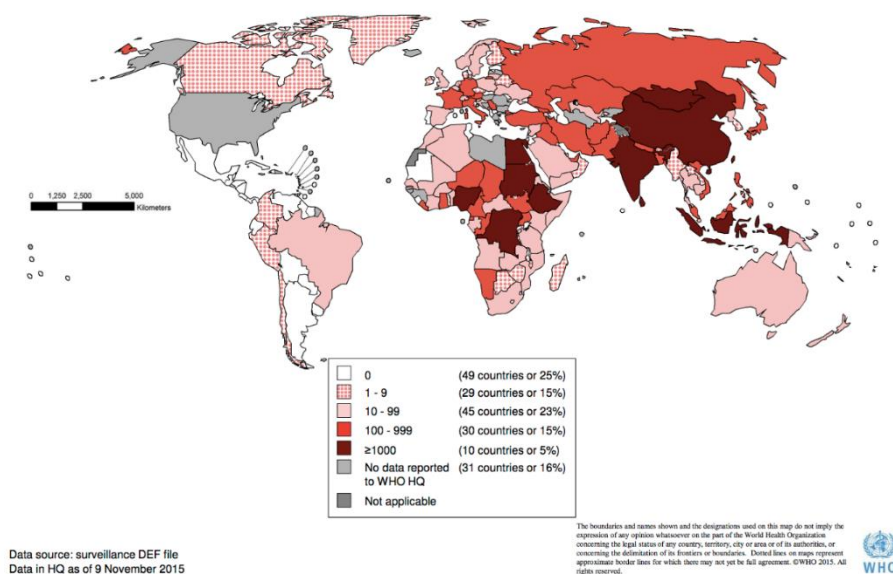 0 1,250 2,500 5,000
Kilometers
0 (49 countries or 25%)
1 - 9 (29 countries or 15%)
10 - 99 (45 countries or 23%)
100 - 999 (30 countries or 15%)
≥1000 (10 countries or 5%)
No data reported (31 countries or 16%)
to WHO HQ
Not applicable
Data source: surveillance DEF file
Data in HQ as of 9 November 2015
The boundaries and names shown and the designations used on this map do not imply the
expression of any opinion whatsoever on the part of the World Health Organization
concerning the legal status of any country, territory, city or area or of its authorities, or
concerning the delimitation of its frontiers or boundaries. Dotted lines on maps represent
approximate border lines for which there may not yet be full agreement. ©WHO 2015. All
rights reserved.
WHO